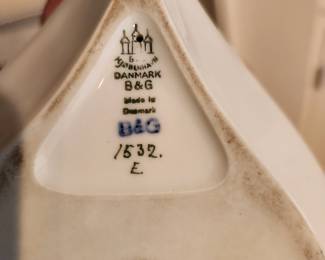 KJØBENHAVN
DANMARK
B&G
Made in
Denmark
B&G
1532.
E.